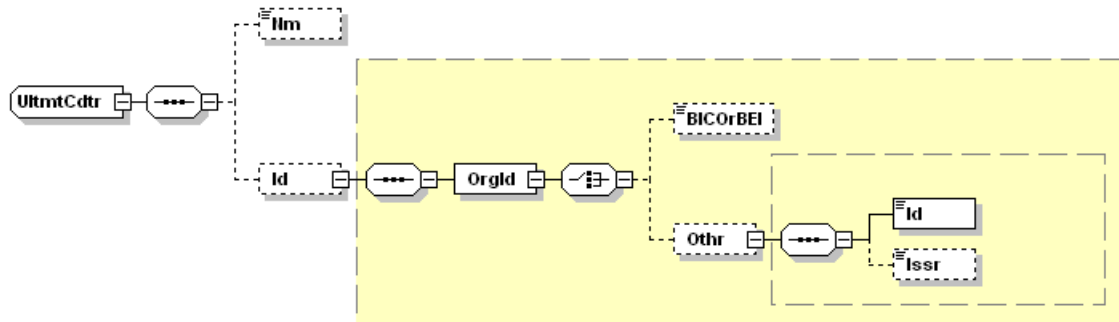 Nm
UltmtCdtr
BICOrBEI
Id
OrgId
Id
Othr
Issr